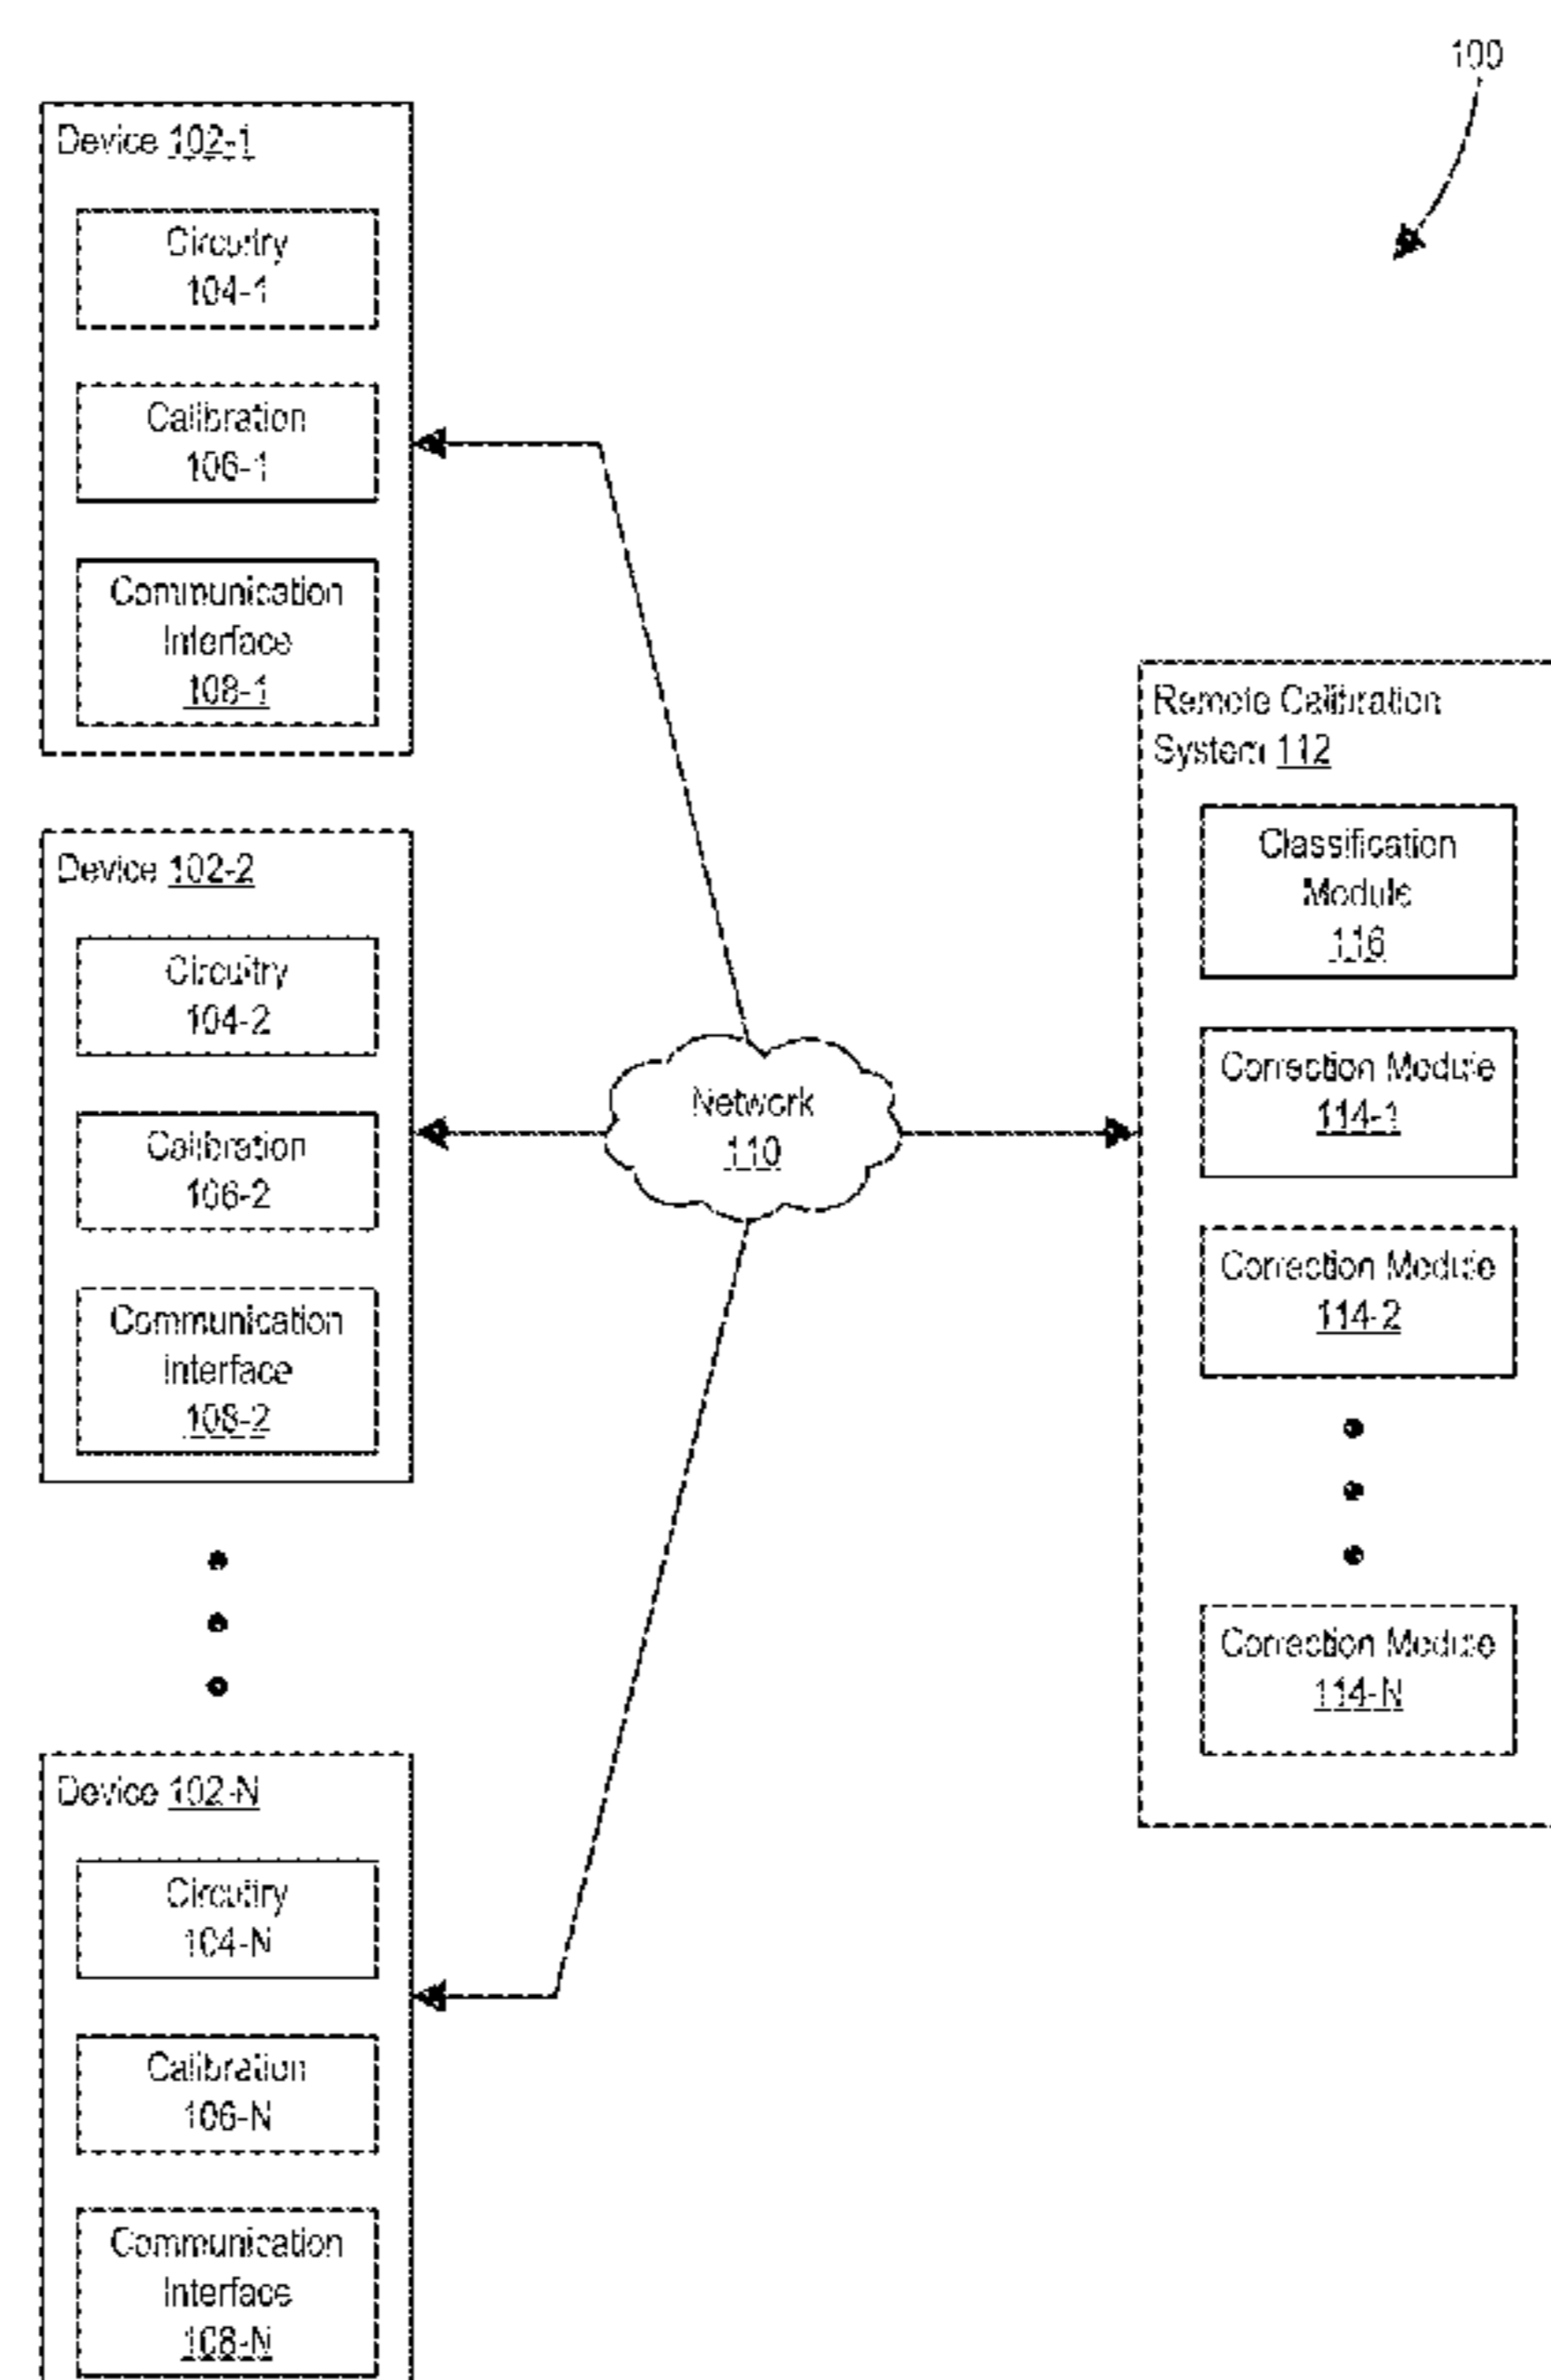 100
Device 102-1
Circuitry
104-1
Calibration
106-1
Communication
Interface
108-1
Device 102-2
Circuitry
104-2
Calibration
106-2
Communication
Interface
108-2
Device 102-N
Circuitry
104-N
Calibration
106-N
Communication
Interface
108-N
Network
110
Remote Calibration
System 112
Classification
Module
116
Correction Module
114-1
Correction Module
114-2
Correction Module
114-N